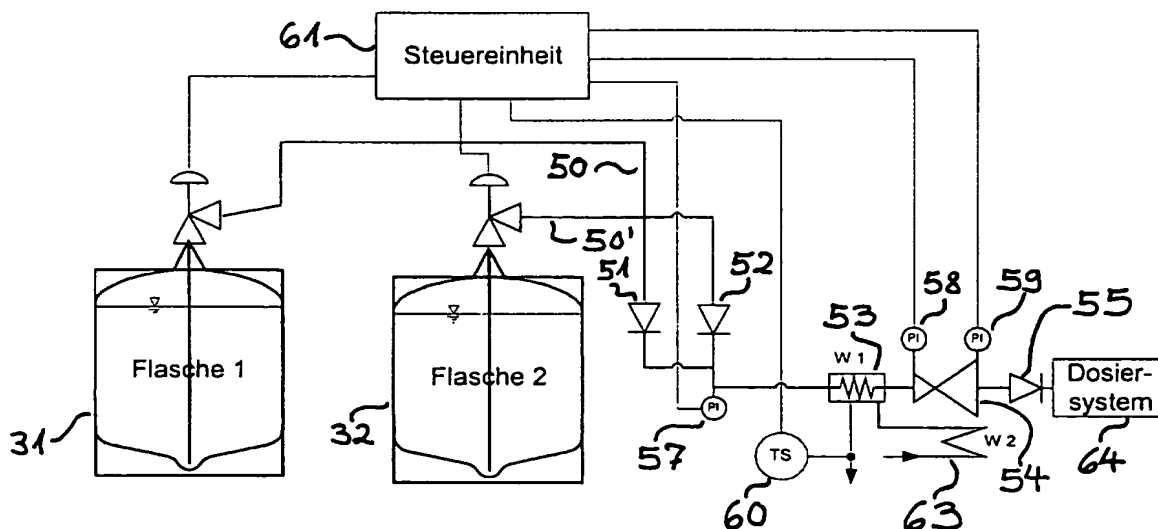 61
Steuereinheit
50
50'
51
52
58
59
55
53
PI
PI
W 1
Dosier-
system
Flasche 1
Flasche 2
31
32
PI
57
TS
60
W 2
63
54
64